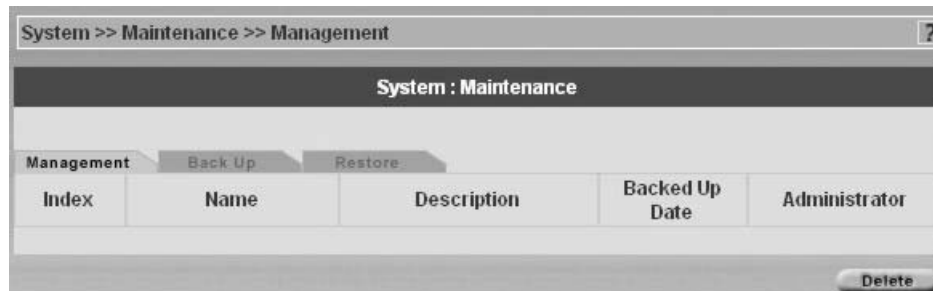 System >> Maintenance >> Management ?
System : Maintenance
Management Back Up Restore
Index Name Description Backed Up Date Administrator
Delete